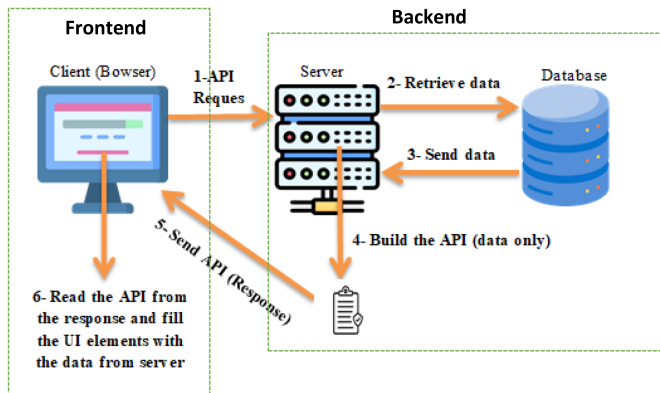 Frontend
Backend
Client (Bowser)
1-API
Reques
Server
2- Retrieve data
Database
3- Send data
4- Build the API (data only)
5- Send API (Response)
6- Read the API from
the response and fill
the UI elements with
the data from server